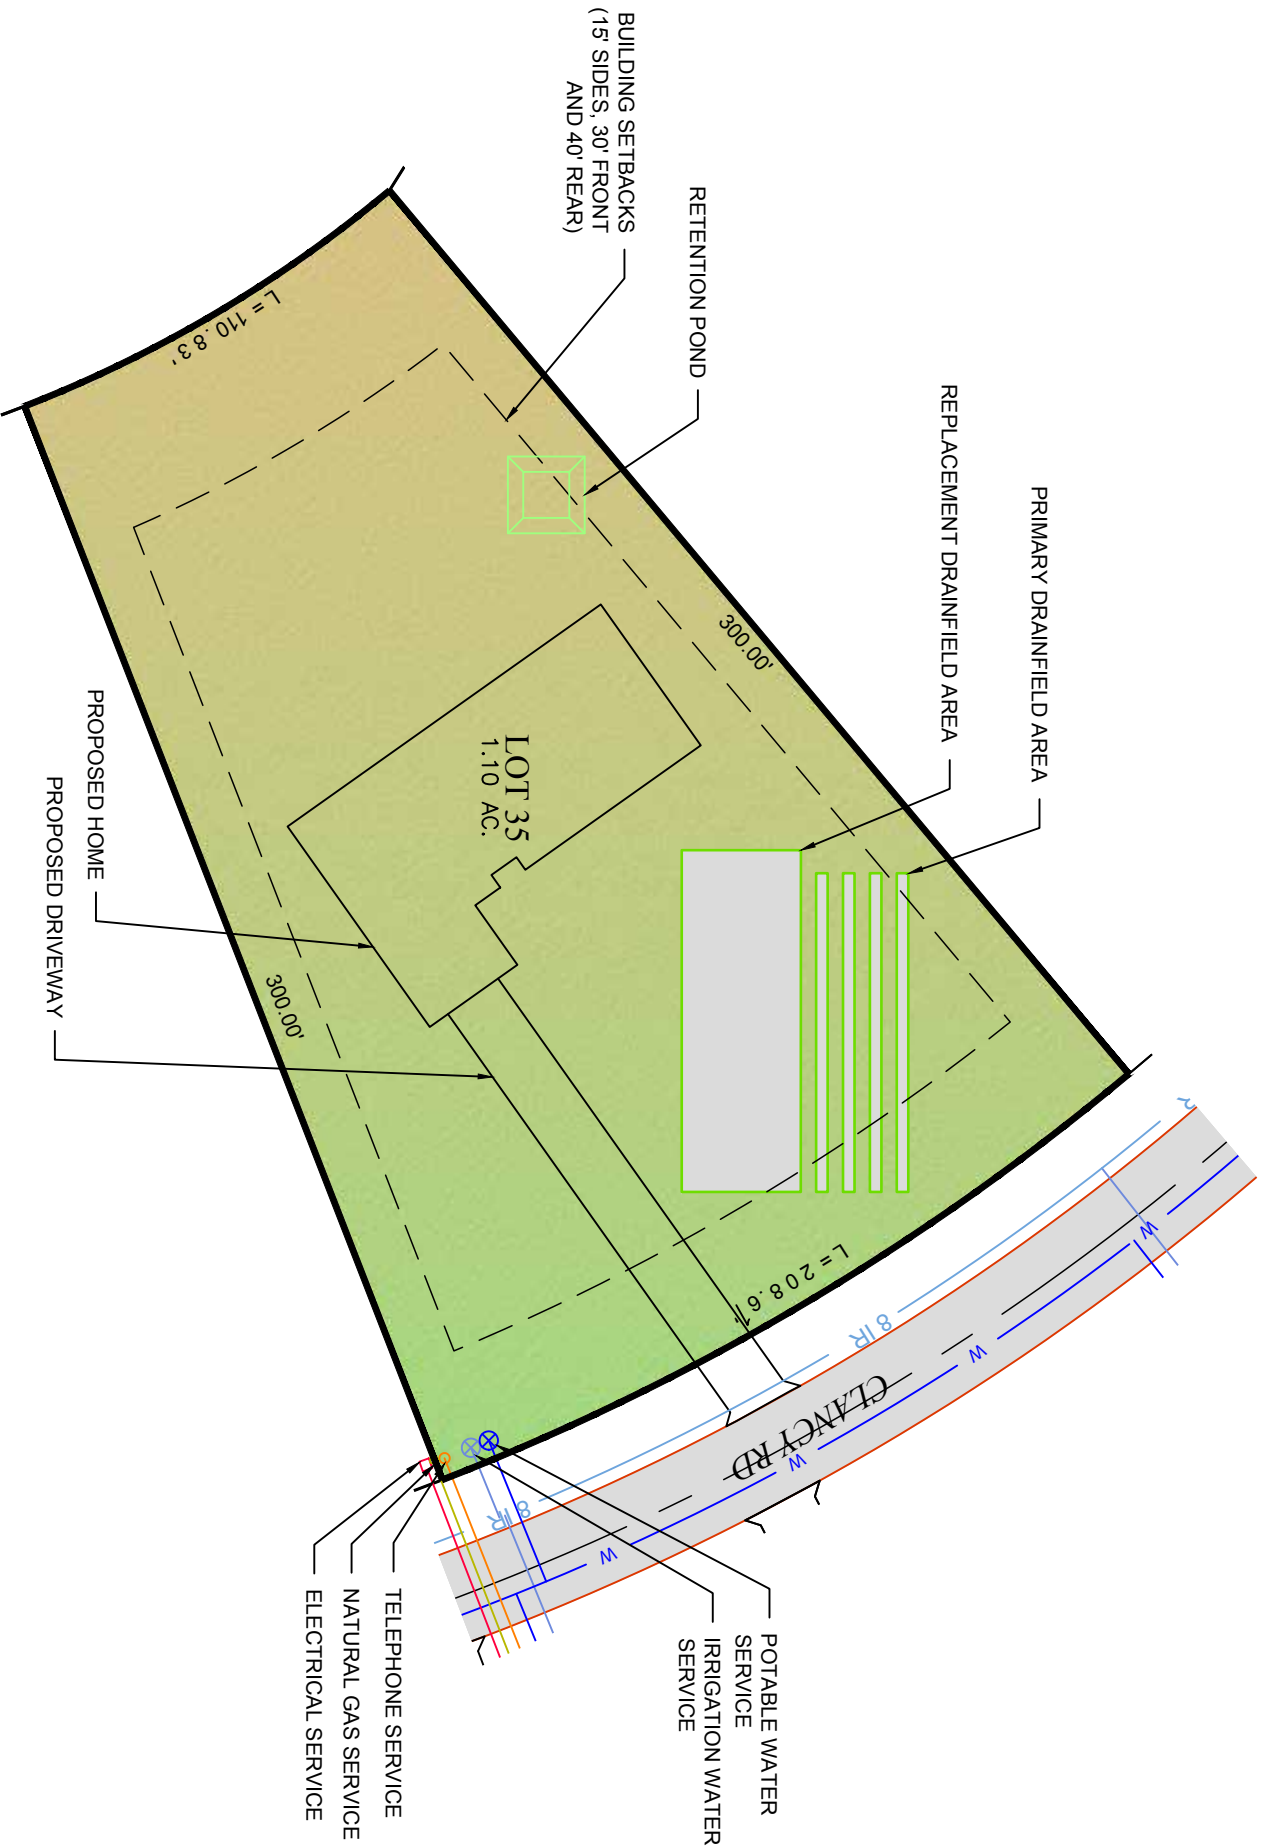 BUILDING SETBACKS
(15' SIDES, 30' FRONT
AND 40' REAR)
RETENTION POND
REPLACEMENT DRAINFIELD AREA
PRIMARY DRAINFIELD AREA
L = 110.83'
300.00'
LOT 35
1.10 AC.
PROPOSED HOME
PROPOSED DRIVEWAY
300.00'
L = 208.61'
8 IR
8 IR
W
W
W
W
CLANCY RD
POTABLE WATER
SERVICE
IRRIGATION WATER
SERVICE
TELEPHONE SERVICE
NATURAL GAS SERVICE
ELECTRICAL SERVICE